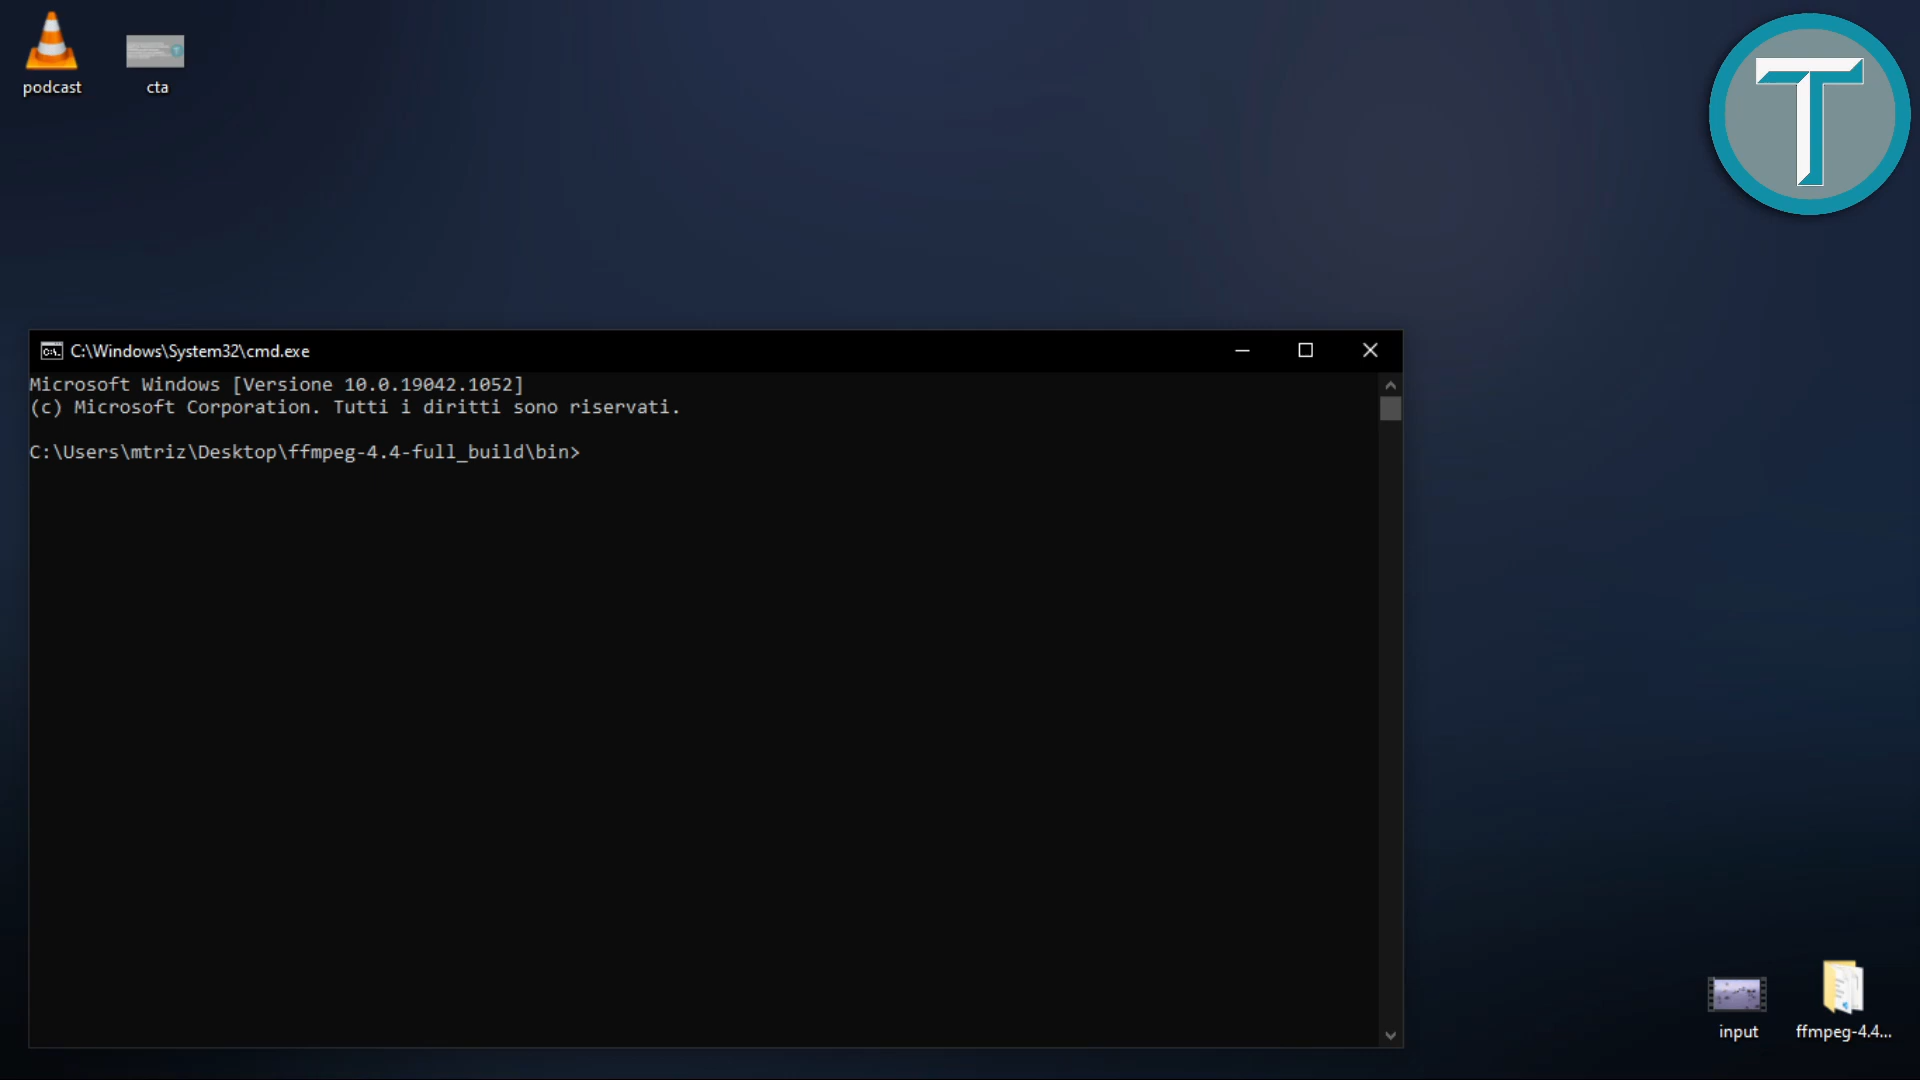 podcast
cta
T
C:\Windows\System32\cmd.exe
Microsoft Windows [Versione 10.0.19042.1052]
(c) Microsoft Corporation. Tutti i diritti sono riservati.
C:\Users\mtriz\Desktop\ffmpeg-4.4-full_build\bin>
input
ffmpeg-4.4...